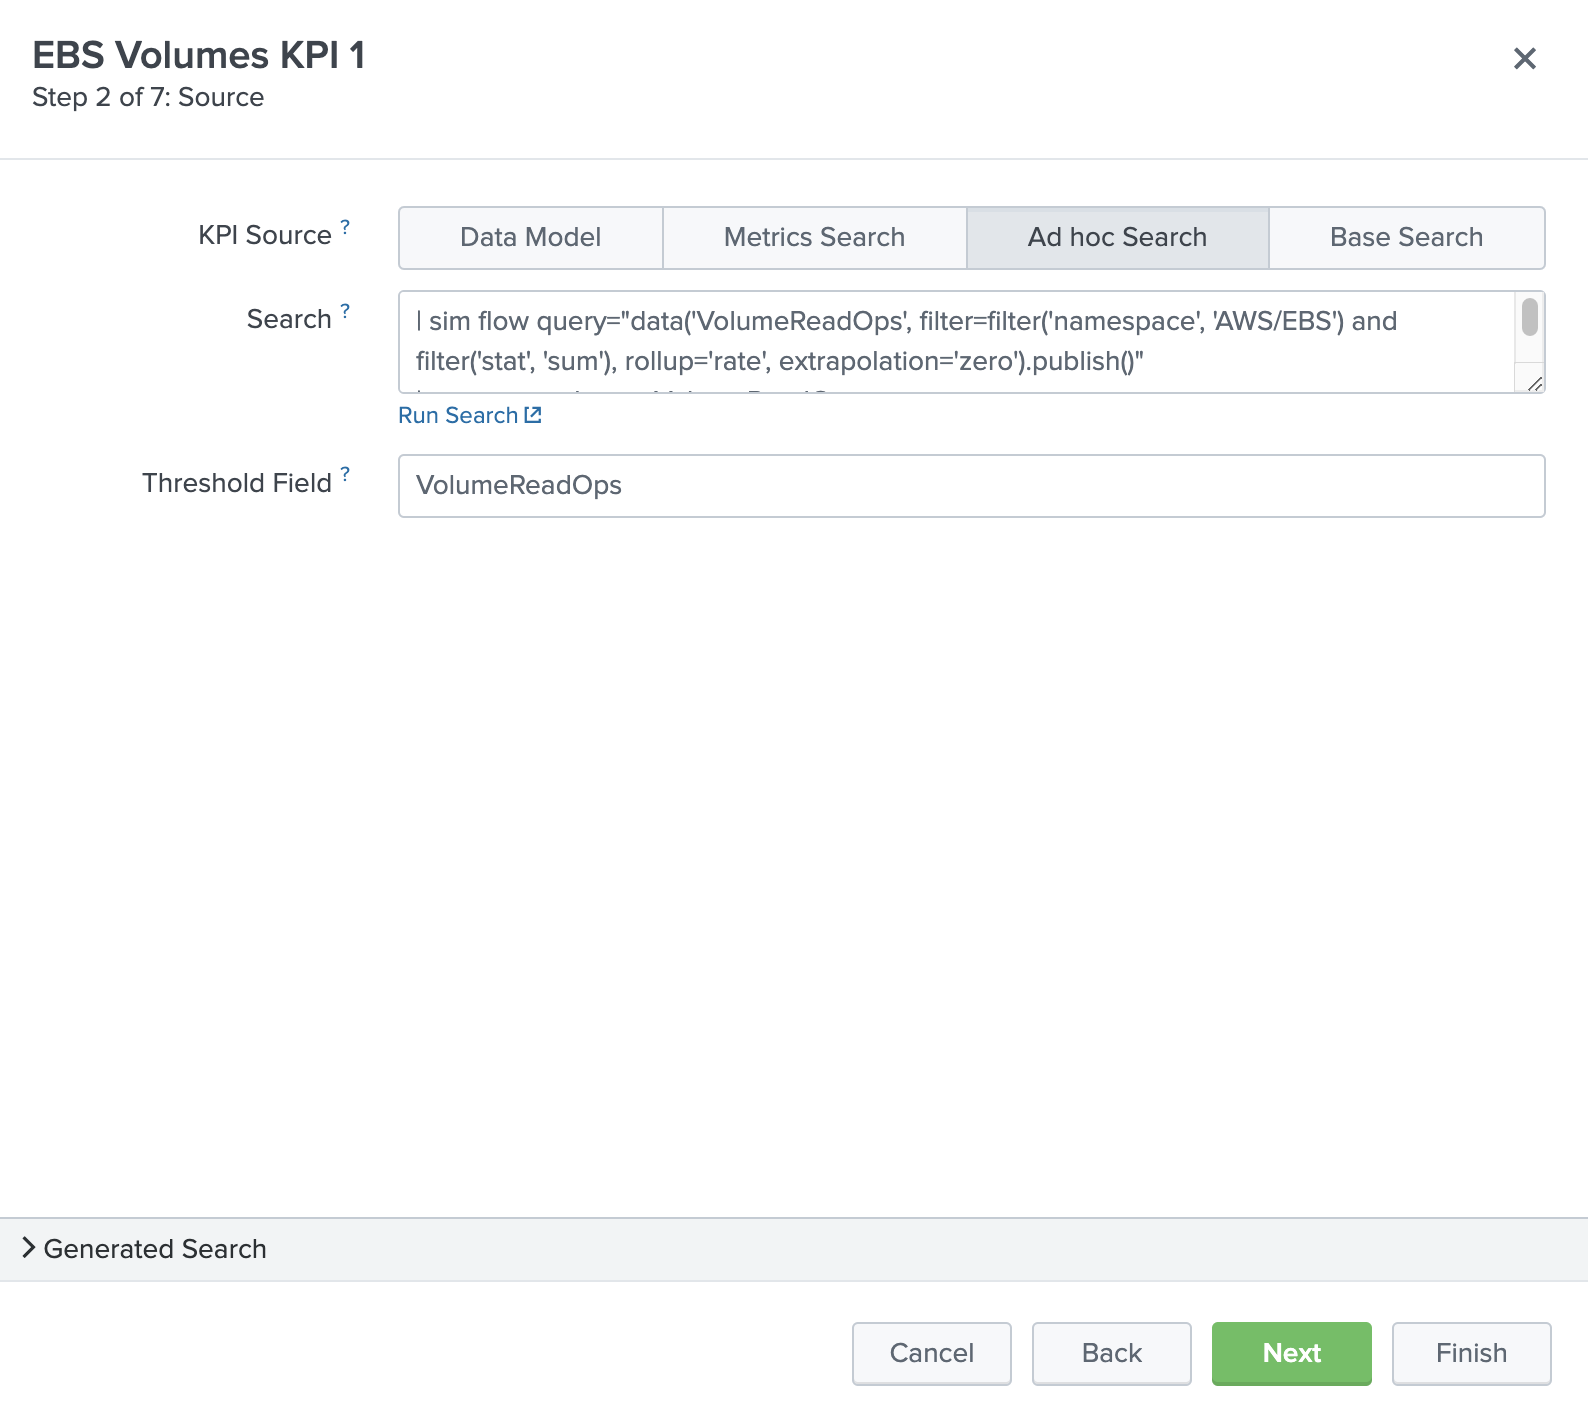 EBS Volumes KPI 1
Step 2 of 7: Source
KPI Source ?
Data Model
Metrics Search
Ad hoc Search
Base Search
Search ?
| sim flow query="data('VolumeReadOps', filter=filter('namespace', 'AWS/EBS') and
filter('stat', 'sum'), rollup='rate', extrapolation='zero').publish()"
Run Search
Threshold Field ?
VolumeReadOps
Generated Search
Cancel
Back
Next
Finish